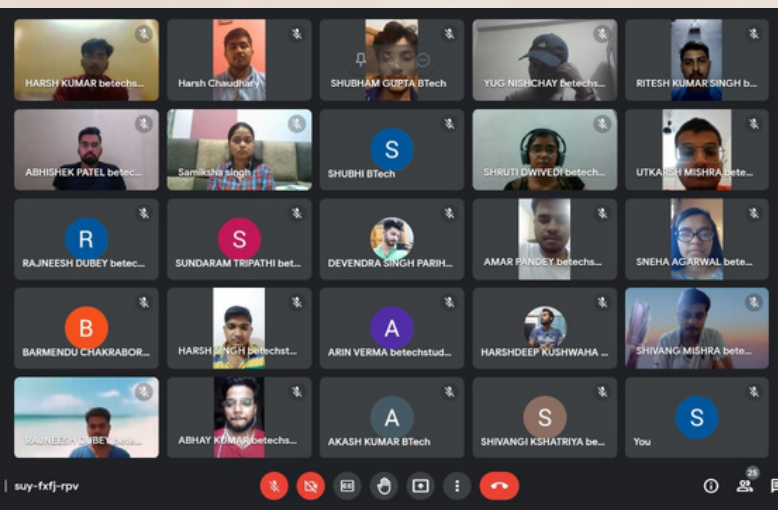 HARSH KUMAR betechs...
Harsh Chaudhary
SHUBHAM GUPTA BTech
YUG NISHCHAY betechs...
RITESH KUMAR SINGH b...
ABHISHEK PATEL betec...
Samiksha singh
S
SHUBHI BTech
SHRUTI DWIVEDI betech...
UTKARSH MISHRA bete...
R
RAJNEESH DUBEY betec...
S
SUNDARAM TRIPATHI bet...
DEVENDRA SINGH PARIH...
AMAR PANDEY betechs...
SNEHA AGARWAL bete...
B
BARMENDU CHAKRABOR...
HARSH SINGH betechst...
A
ARIN VERMA betechstud...
HARSHDEEP KUSHWAHA ...
SHIVANG MISHRA bete...
RAJNEESH DUBEY bete...
ABHAY KUMAR betechs...
A
AKASH KUMAR BTech
S
SHIVANGI KSHATRIYA be...
S
You
| suy-fxfj-rpv
25